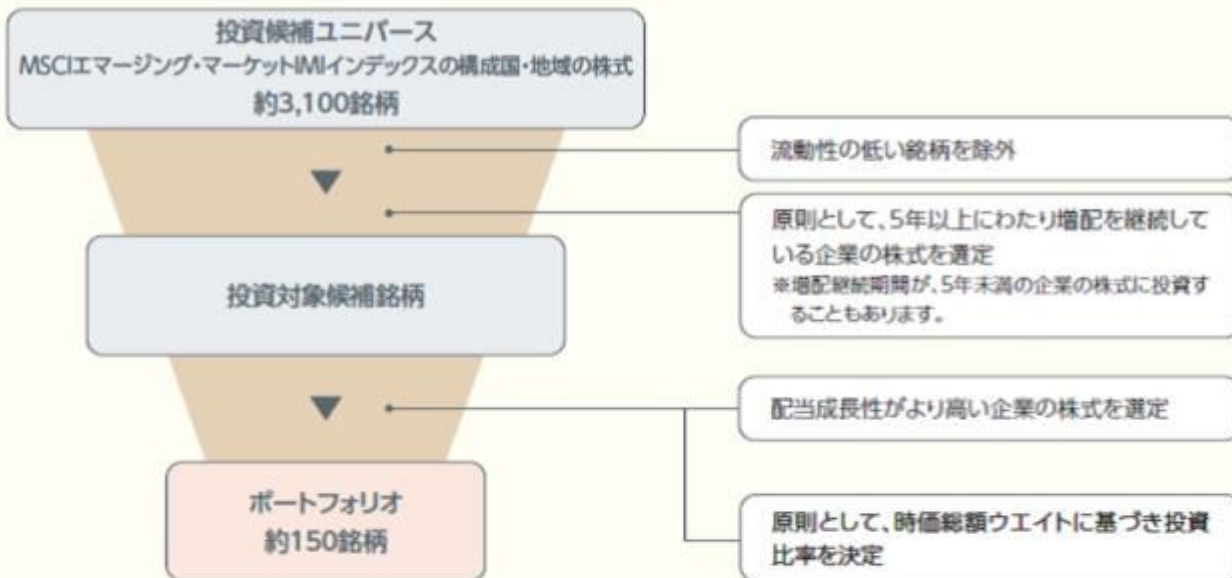 投資候補ユニバース
MSCIエマージング・マーケットIMIインデックスの構成国・地域の株式
約3,100銘柄
流動性の低い銘柄を除外
原則として、5年以上にわたり増配を継続して
いる企業の株式を選定
※増配継続期間が、5年未満の企業の株式に投資す
ることもあります。
投資対象候補銘柄
配当成長性がより高い企業の株式を選定
ポートフォリオ
約150銘柄
原則として、時価総額ウエイトに基づき投資
比率を決定